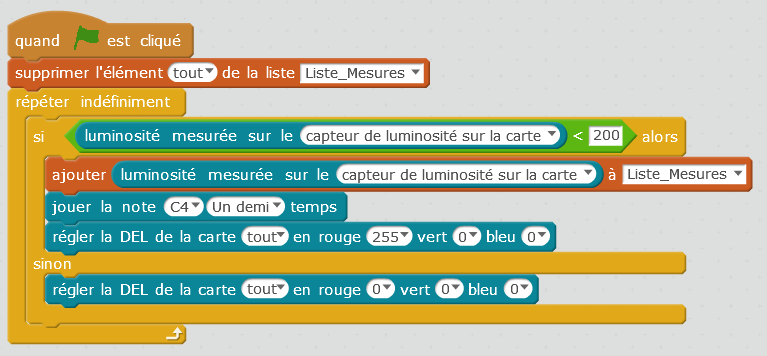 quand est cliqué
supprimer l'élément tout de la liste Liste_Mesures
répéter indéfiniment
si luminosité mesurée sur le capteur de luminosité sur la carte < 200 alors
ajouter luminosité mesurée sur le capteur de luminosité sur la carte à Liste_Mesures
jouer la note C4 Un demi temps
régler la DEL de la carte tout en rouge 255 vert 0 bleu 0
sinon
régler la DEL de la carte tout en rouge 0 vert 0 bleu 0